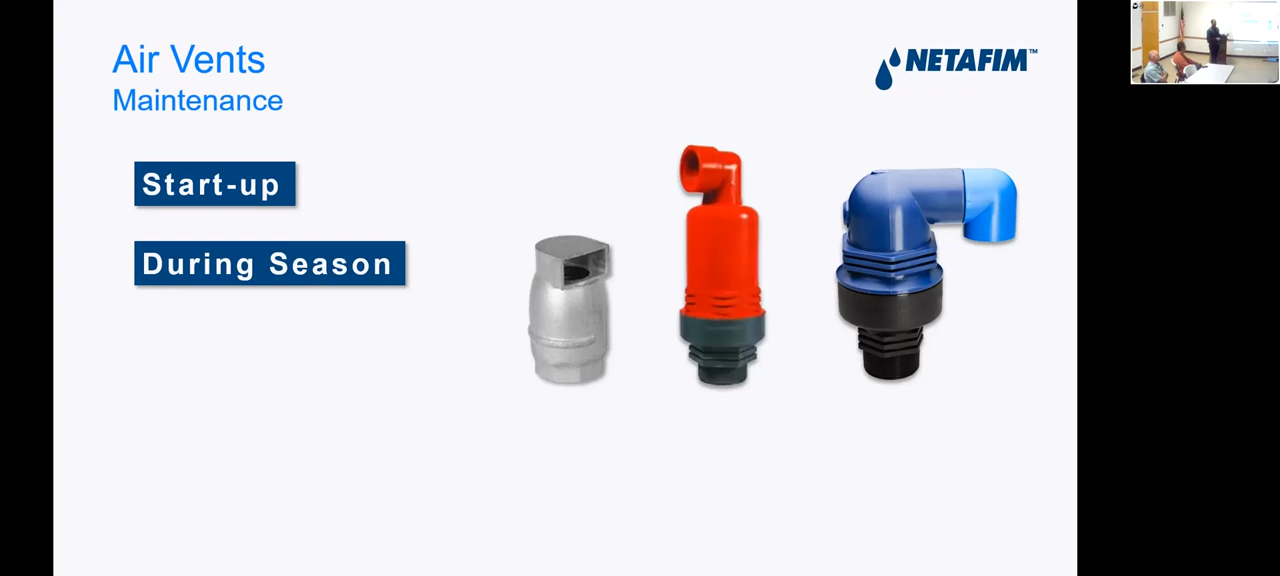 Air Vents
Maintenance
NETAFIM™
Start-up
During Season